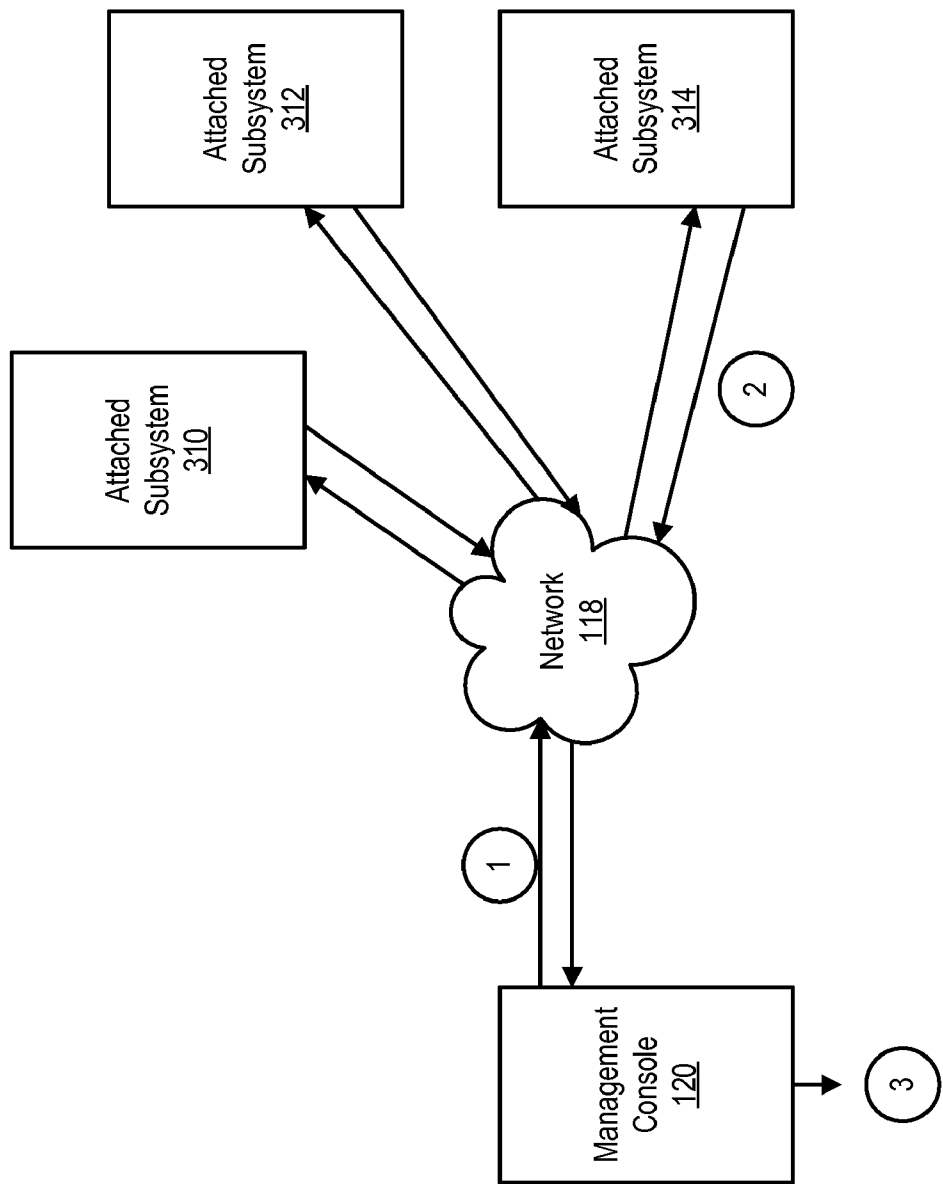 Attached
Subsystem
310
Attached
Subsystem
312
Attached
Subsystem
314
Network
118
Management
Console
120
1
2
3